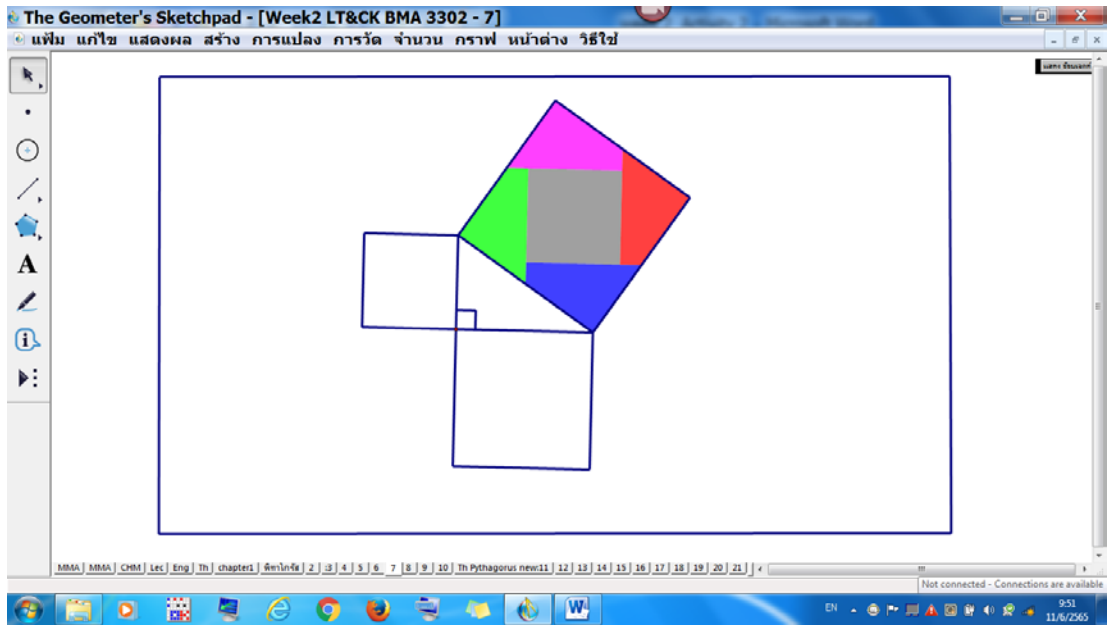 The Geometer's Sketchpad - [Week2 LT&CK BMA 3302 - 7]
แฟ้ม แก้ไข แสดงผล สร้าง การแปลง การวัด จำนวน กราฟ หน้าต่าง วิธีใช้
A
MMA MMA CHM Lec Eng Th chapter1 พีทาโกรัส 2 :3 4 5 6 7 8 9 10 Th Pythagorus new:11 12 13 14 15 16 17 18 19 20 21
Not connected - Connections are available
EN 9:51
11/6/2565